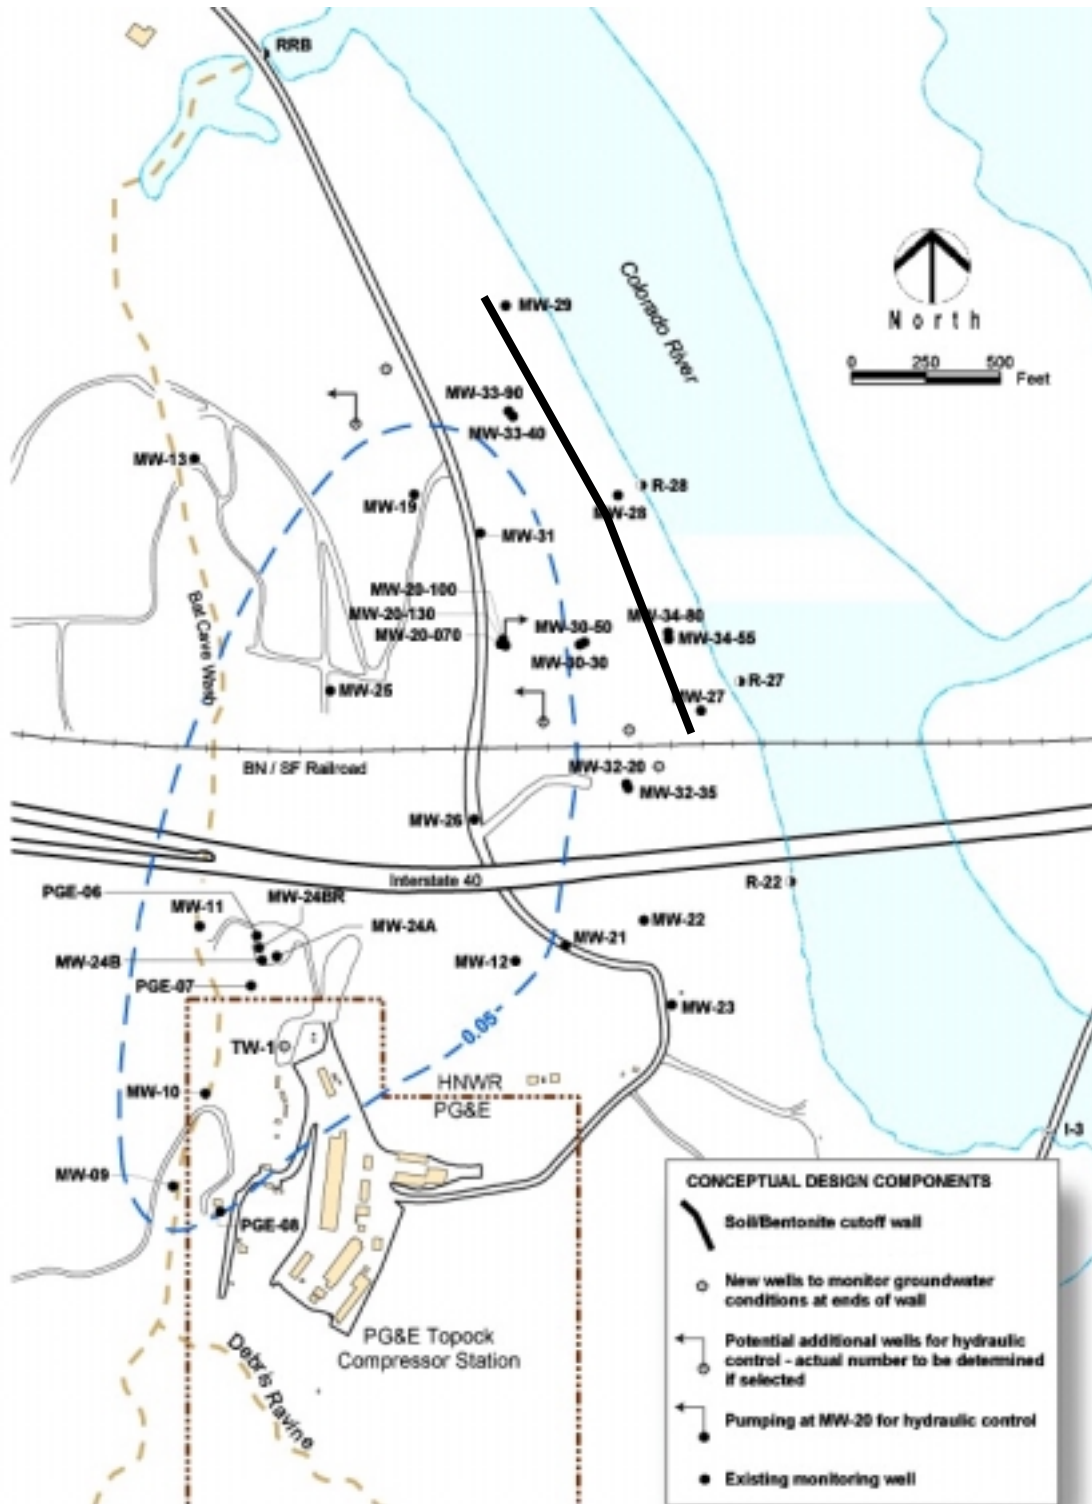 RRB
Colorado River
North
0 250 500
Feet
MW-29
MW-33-90
MW-33-40
MW-13
R-28
MW-19
MW-28
MW-31
MW-20-100
MW-20-130
MW-20-070
MW-34-80
MW-34-55
MW-30-50
MW-30-30
Bat Cave Wash
MW-25
R-27
MW-27
BN / SF Railroad
MW-32-20
MW-32-35
MW-26
Interstate 40
R-22
PGE-06
MW-24BR
MW-11
MW-24A
MW-22
MW-21
MW-24B
MW-12
PGE-07
MW-23
0.05
TW-1
HNWR
PG&E
MW-10
I-3
MW-09
PGE-08
PG&E Topock
Compressor Station
Debris Ravine
CONCEPTUAL DESIGN COMPONENTS
Soil/Bentonite cutoff wall
New wells to monitor groundwater
conditions at ends of wall
Potential additional wells for hydraulic
control - actual number to be determined
if selected
Pumping at MW-20 for hydraulic control
Existing monitoring well